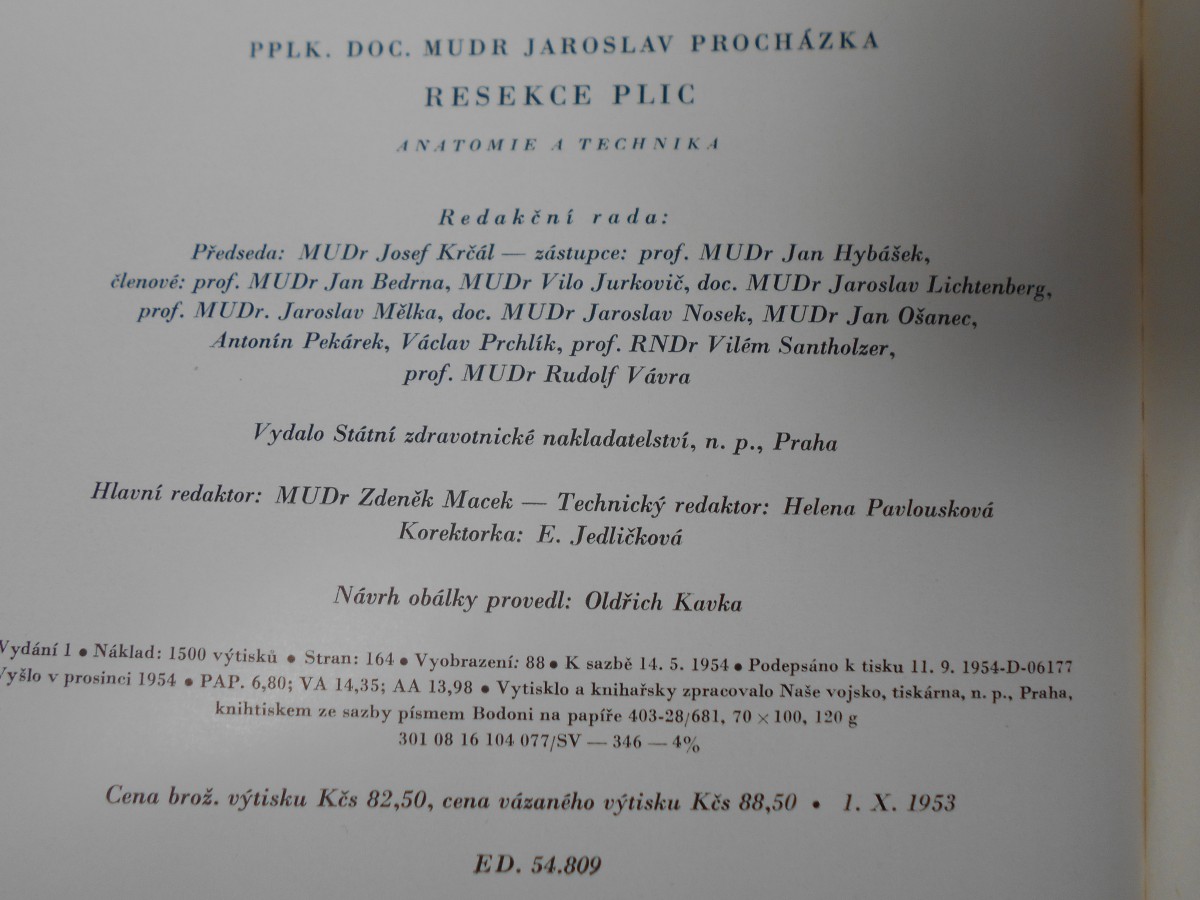 PPLK. DOC. MUDR JAROSLAV PROCHÁZKA
RESEKCE PLIC
ANATOMIE A TECHNIKA
Redakční rada:
Předseda: MUDr Josef Krčál — zástupce: prof. MUDr Jan Hybášek,
členové: prof. MUDr Jan Bedrna, MUDr Vilo Jurkovič, doc. MUDr Jaroslav Lichtenberg,
prof. MUDr. Jaroslav Mělka, doc. MUDr Jaroslav Nosek, MUDr Jan Ošanec,
Antonín Pekárek, Václav Prchlík, prof. RNDr Vilém Santholzer,
prof. MUDr Rudolf Vávra
Vydalo Státní zdravotnické nakladatelství, n. p., Praha
Hlavní redaktor: MUDr Zdeněk Macek — Technický redaktor: Helena Pavlousková
Korektorka: E. Jedličková
Návrh obálky provedl: Oldřich Kavka
Vydání 1 • Náklad: 1500 výtisků • Stran: 164 • Vyobrazení: 88 • K sazbě 14. 5. 1954 • Podepsáno k tisku 11. 9. 1954-D-06177
Vyšlo v prosinci 1954 • PAP. 6,80; VA 14,35; AA 13,98 • Vytisklo a knihařsky zpracovalo Naše vojsko, tiskárna, n. p., Praha,
knihtiskem ze sazby písmem Bodoni na papíře 403-28/681, 70 × 100, 120 g
301 08 16 104 077/SV — 346 — 4%
Cena brož. výtisku Kčs 82,50, cena vázaného výtisku Kčs 88,50 • 1. X. 1953
ED. 54.809